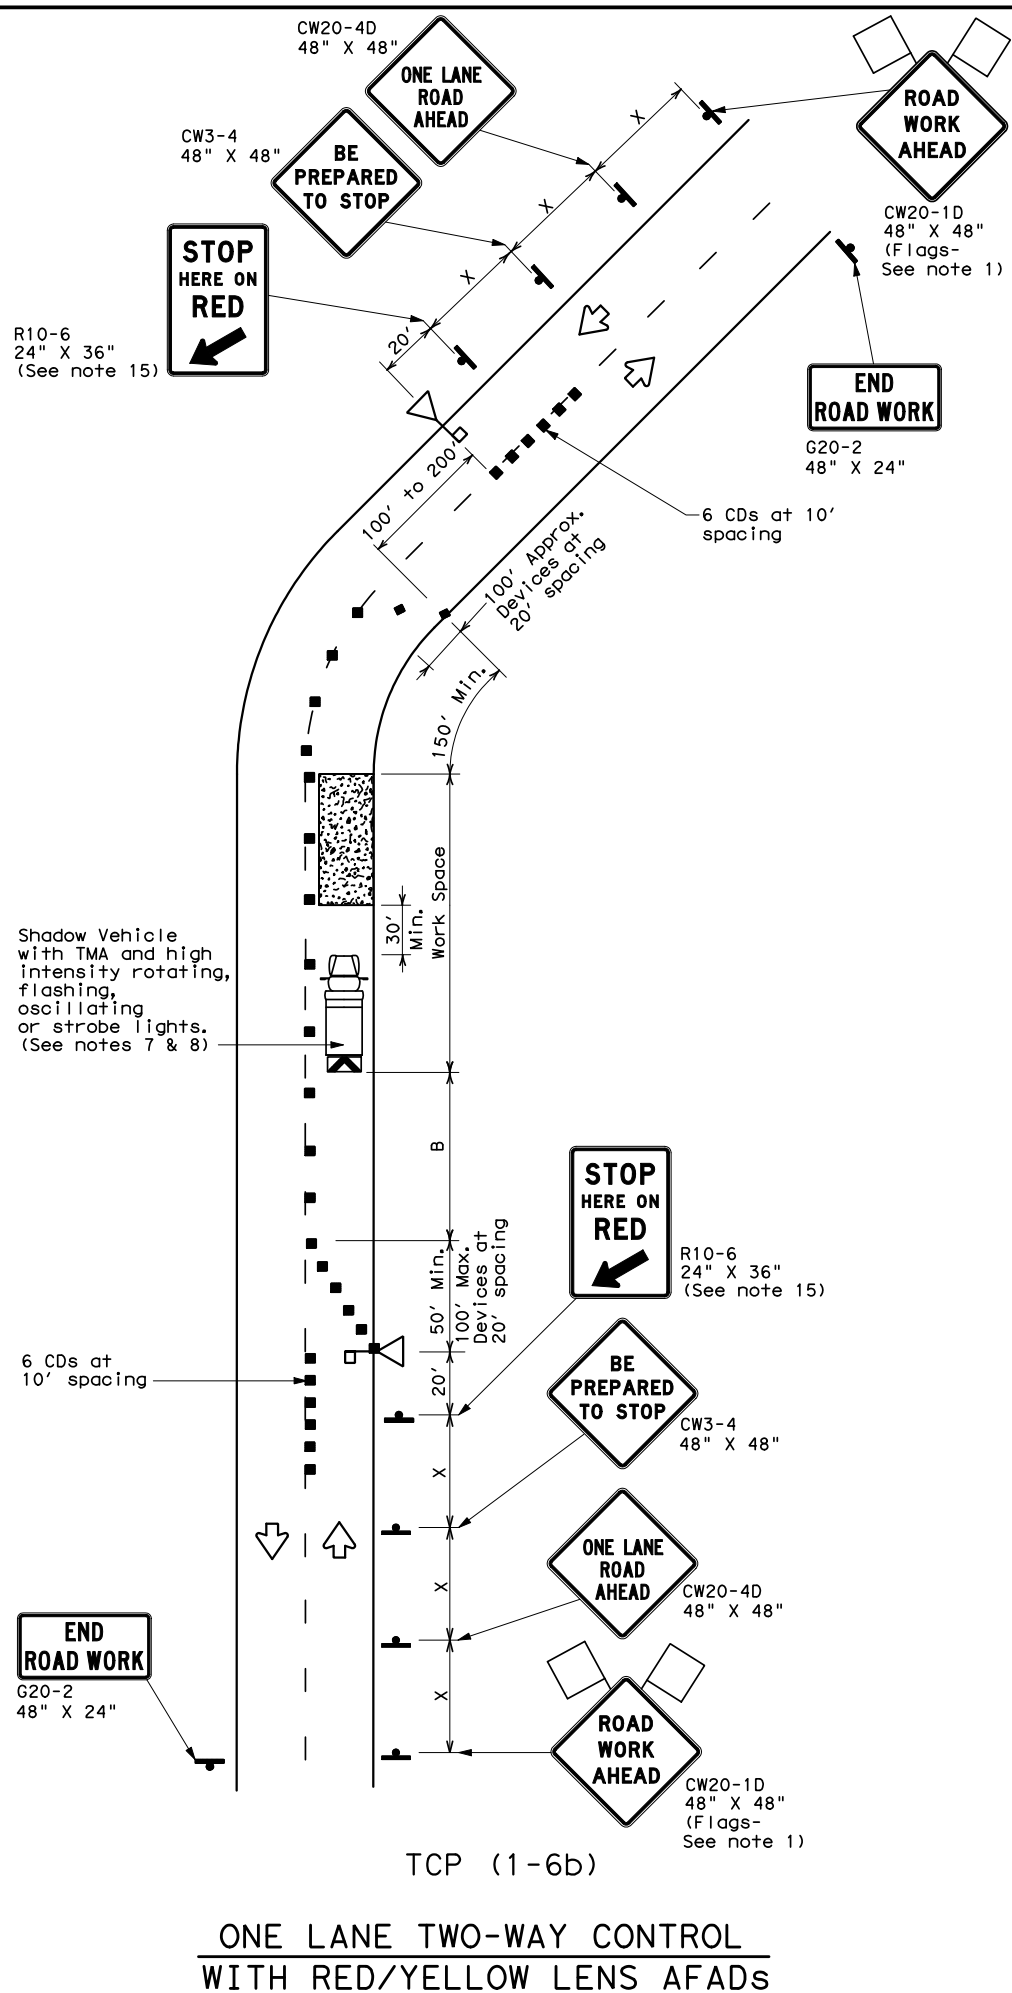 CW20-4D
48" X 48"
ONE LANE
ROAD
AHEAD
ROAD
WORK
AHEAD
CW20-1D
48" X 48"
(Flags-
See note 1)
CW3-4
48" X 48"
BE
PREPARED
TO STOP
STOP
HERE ON
RED
R10-6
24" X 36"
(See note 15)
X
X
X
20'
END
ROAD WORK
G20-2
48" X 24"
100' to 200'
6 CDs at 10'
spacing
100' Approx.
Devices at
20' spacing
150' Min.
30'
Min.
Work Space
Shadow Vehicle
with TMA and high
intensity rotating,
flashing,
oscillating
or strobe lights.
(See notes 7 & 8)
B
50' Min.
100' Max.
Devices at
20' spacing
STOP
HERE ON
RED
R10-6
24" X 36"
(See note 15)
6 CDs at
10' spacing
20'
BE
PREPARED
TO STOP
CW3-4
48" X 48"
X
ONE LANE
ROAD
AHEAD
CW20-4D
48" X 48"
X
END
ROAD WORK
G20-2
48" X 24"
X
ROAD
WORK
AHEAD
CW20-1D
48" X 48"
(Flags-
See note 1)
TCP (1-6b)
ONE LANE TWO-WAY CONTROL
WITH RED/YELLOW LENS AFADs